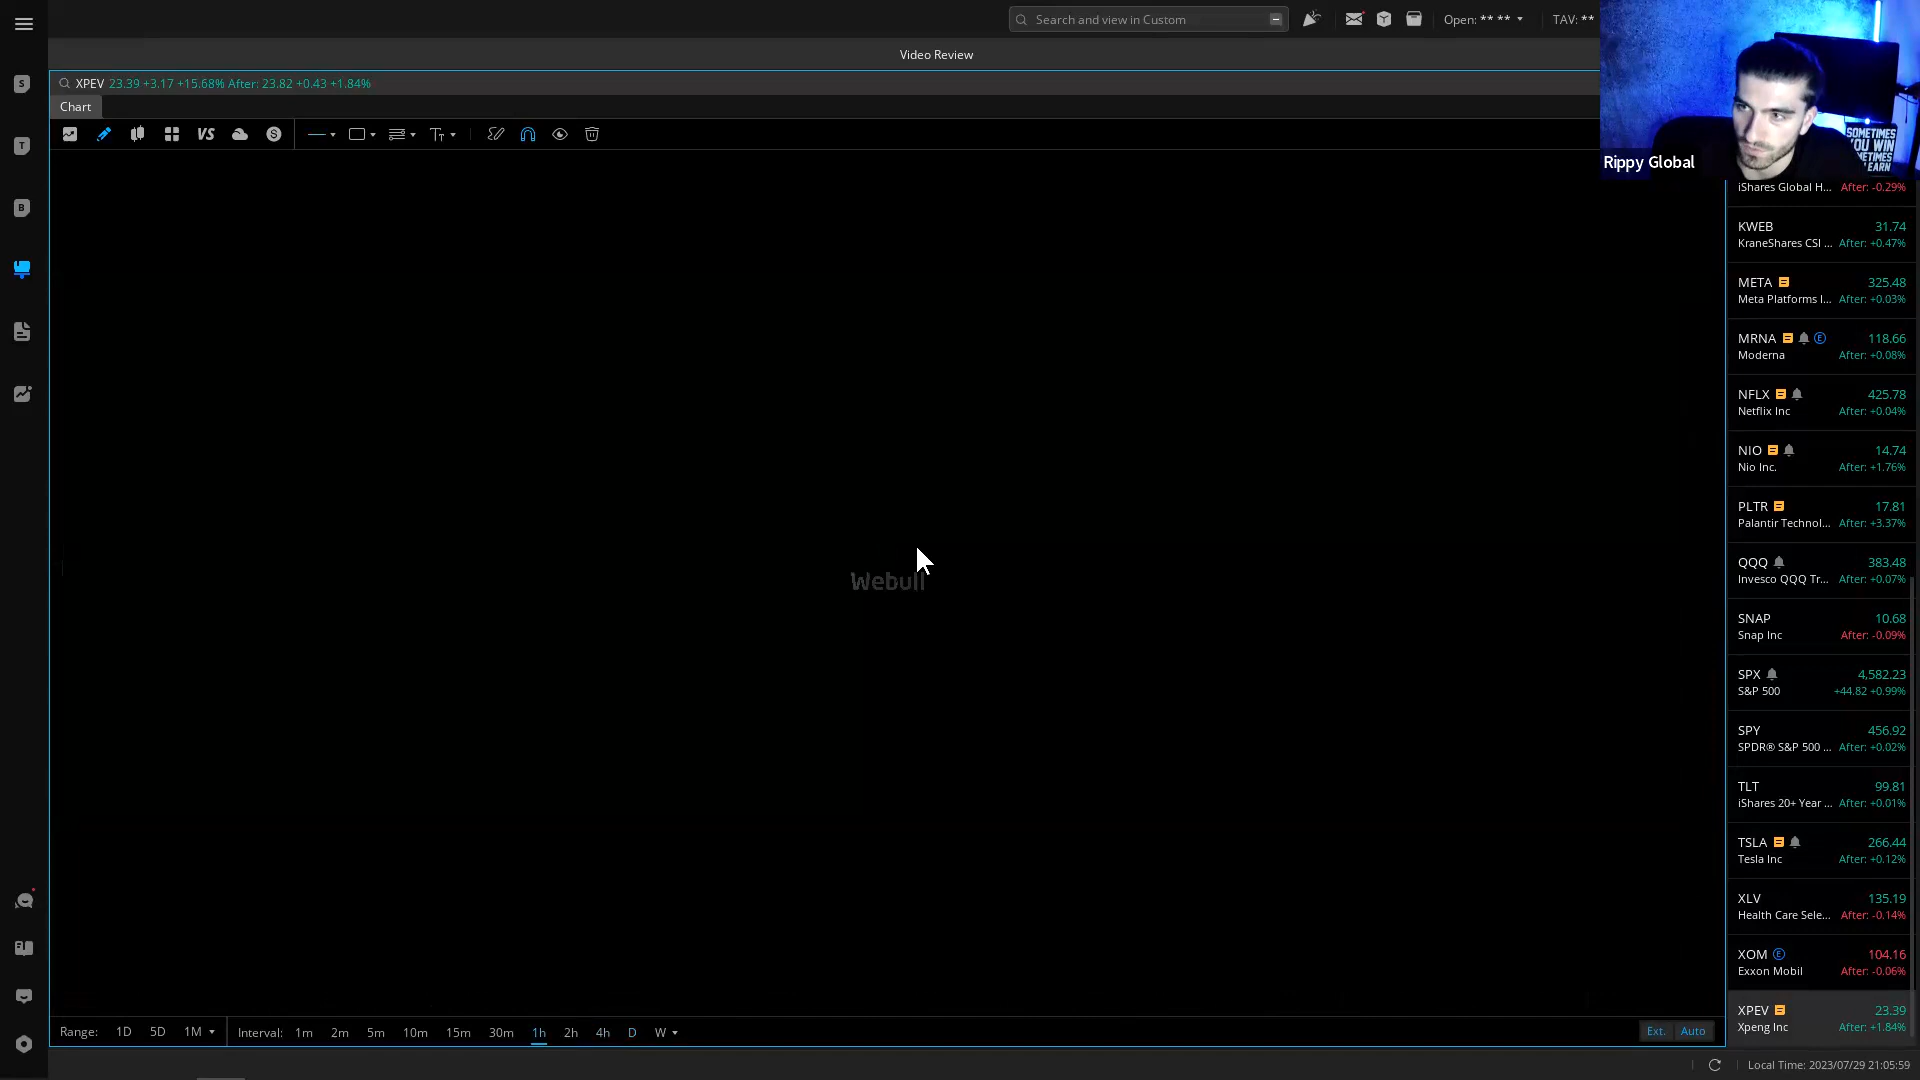 Search and view in Custom
Open: ** **
TAV: **
Video Review
XPEV 23.39 +3.17 +15.68% After: 23.82 +0.43 +1.84%
Chart
VS
S
T
B
Rippy Global
SOMETIMES
YOU WIN
SOMETIMES
LEARN
iShares Global H... After: -0.29%
KWEB 31.74
KraneShares CSI ... After: +0.47%
META 325.48
Meta Platforms I... After: +0.03%
MRNA E 118.66
Moderna After: +0.08%
NFLX 425.78
Netflix Inc After: +0.04%
NIO 14.74
Nio Inc. After: +1.76%
PLTR 17.81
Palantir Technol... After: +3.37%
QQQ 383.48
Invesco QQQ Tr... After: +0.07%
SNAP 10.68
Snap Inc After: -0.09%
SPX 4,582.23
S&P 500 +44.82 +0.99%
SPY 456.92
SPDR® S&P 500 ... After: +0.02%
TLT 99.81
iShares 20+ Year ... After: +0.01%
TSLA 266.44
Tesla Inc After: +0.12%
XLV 135.19
Health Care Sele... After: -0.14%
XOM E 104.16
Exxon Mobil After: -0.06%
XPEV 23.39
Xpeng Inc After: +1.84%
Webull
Range: 1D 5D 1M Interval: 1m 2m 5m 10m 15m 30m 1h 2h 4h D W
Ext. Auto
Local Time: 2023/07/29 21:05:59